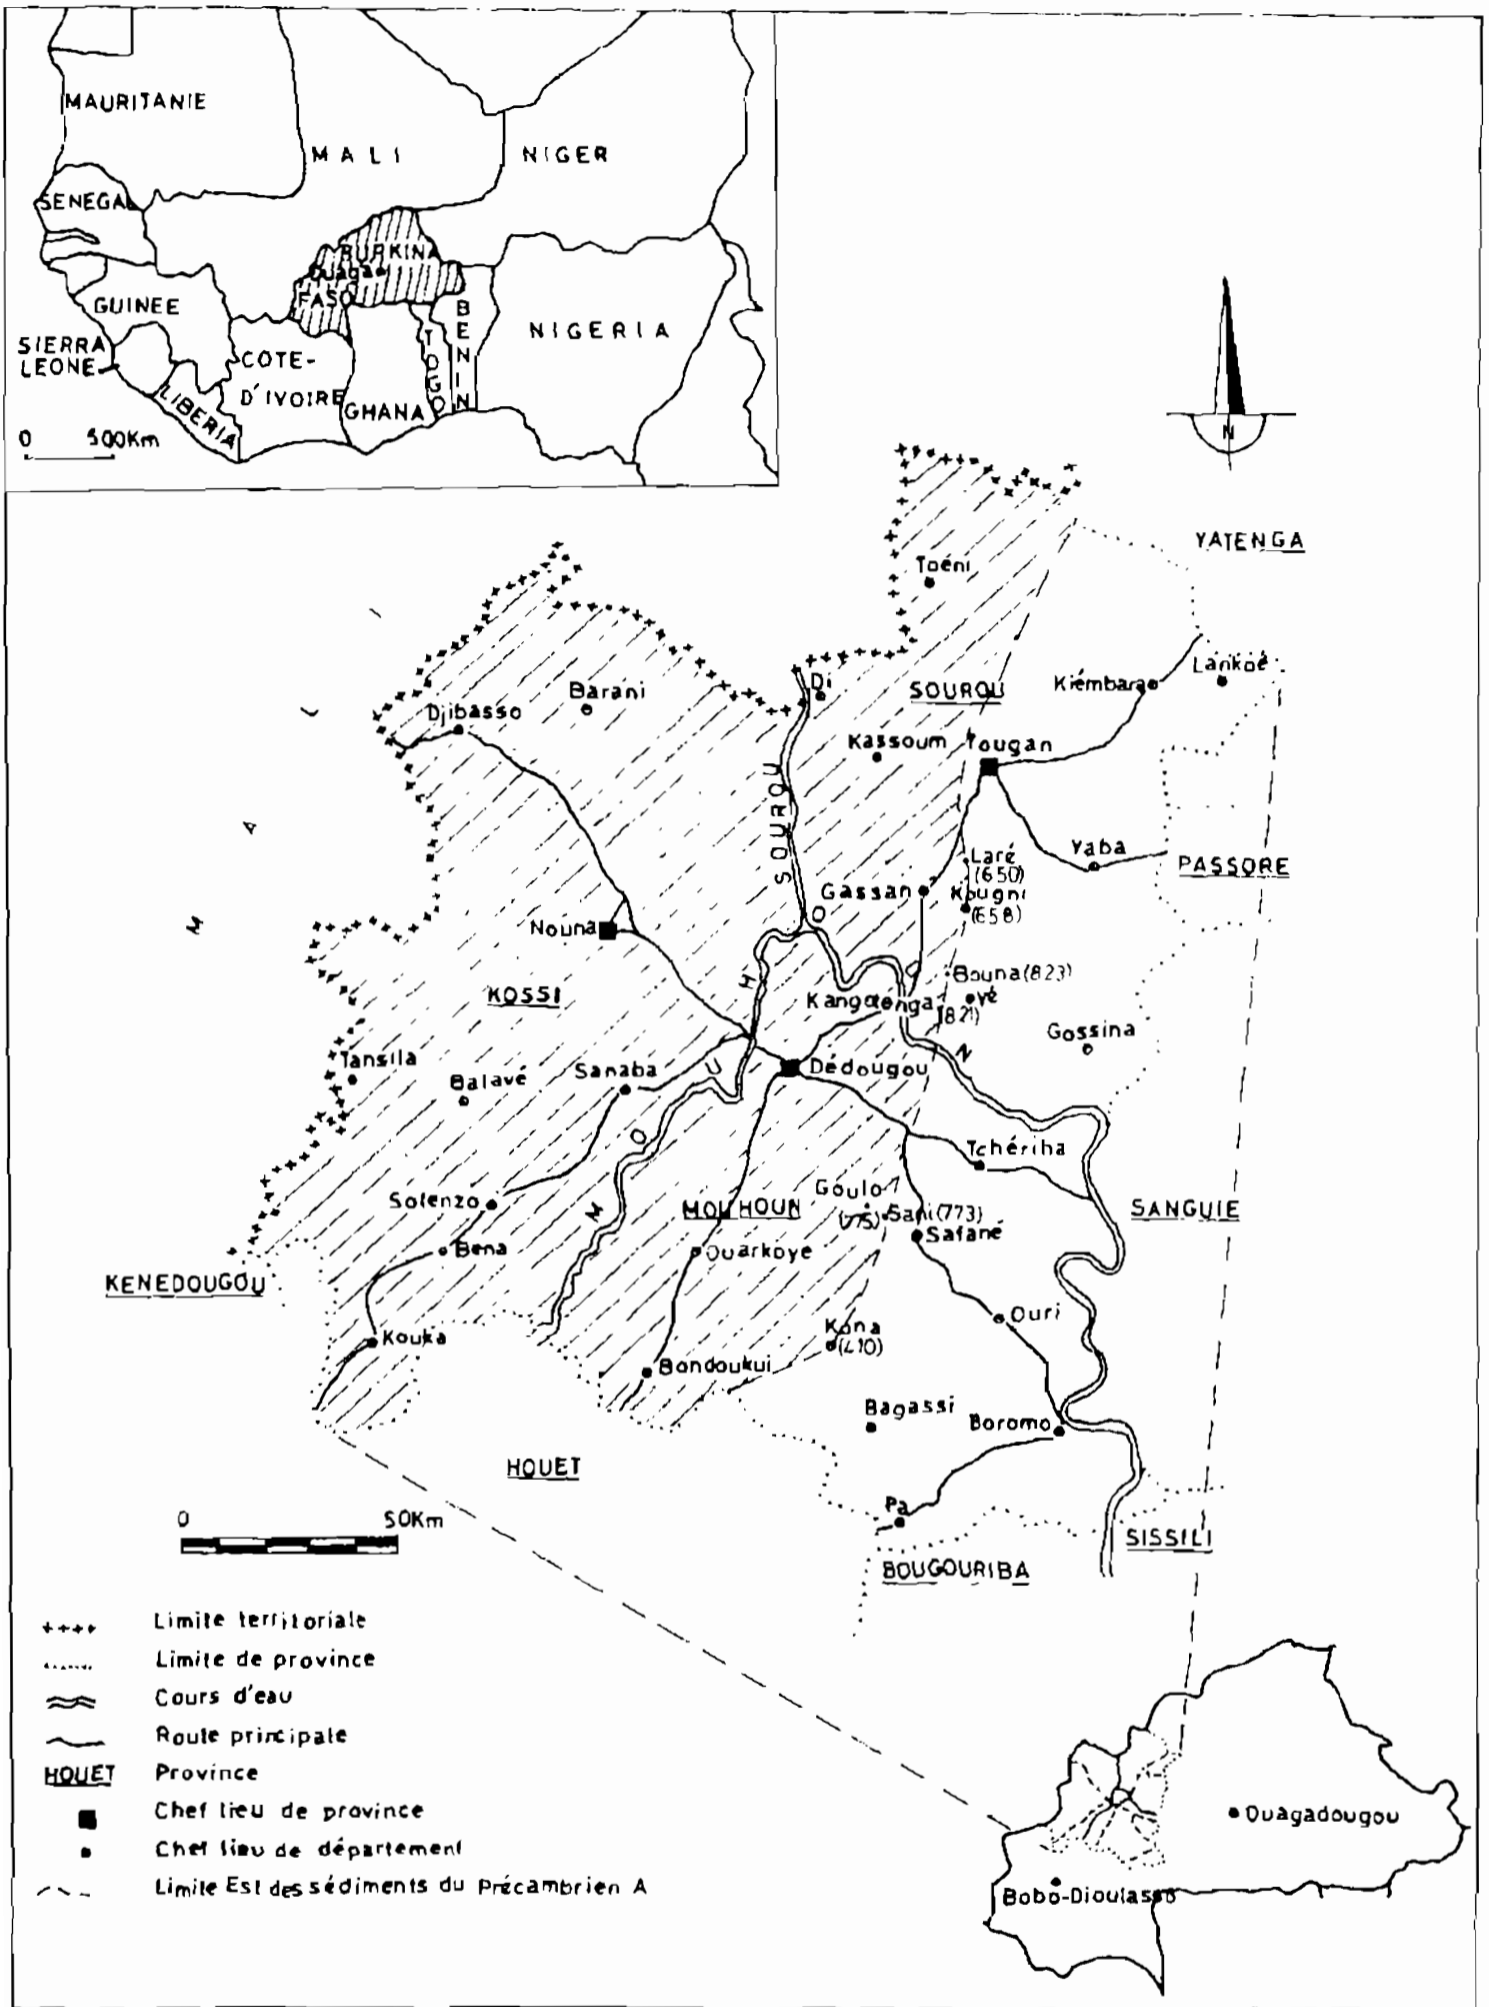 MAURITANIE
MALI
NIGER
SENEGAL
BURKINA
Ouaga
FASO
GUINEE
BENIN
NIGERIA
TOGO
SIERRA
LEONE
COTE-
D'IVOIRE
GHANA
LIBERIA
0 500Km
N
YATENGA
Toéni
Lankoé
Kiémbara
Di
SOUROU
Barani
Djibasso
Kassoum
Tougan
SOUROU
MALI
Yaba
Laré
(650)
PASSORE
Gassan
Kougni
(658)
Nouna
Bouna(823)
KOSSI
Kangotenga
Yé
(821)
Gossina
MOUHOUN
Tansila
Balavé
Sanaba
Dédougou
Tchériha
Goulo
(775)
Sani(773)
Solenzo
MOUHOUN
SANGUIE
Safané
Bena
Ouarkoye
KENEDOUGOU
Kouka
Kona
(410)
Ouri
Bondoukui
Bagassi
Boromo
HOUET
Pa
0 50Km
SISSILI
BOUGOURIBA
Limite territoriale
Limite de province
Cours d'eau
Route principale
HOUET Province
Chef lieu de province
Chef lieu de département
Limite Est des sédiments du Précambrien A
Ouagadougou
Bobo-Dioulasso